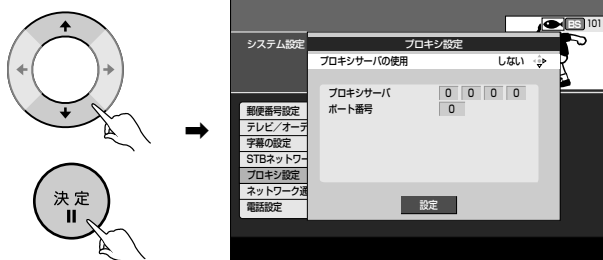 決定
BS 101
システム設定
プロキシ設定
プロキシサーバの使用 しない
プロキシサーバ 0 0 0 0
ポート番号 0
郵便番号設定
テレビ／オーデ
字幕の設定
STBネットワー
プロキシ設定
ネットワーク通
電話設定
設定